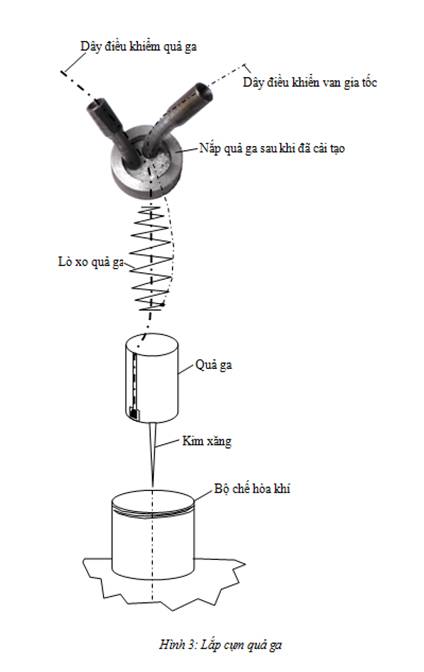 Dây điều khiểm quả ga
Dây điều khiển van gia tốc
Nắp quả ga sau khi đã cải tạo
Lò xo quả ga
Quả ga
Kim xăng
Bộ chế hòa khí
Hình 3: Lắp cụm quả ga